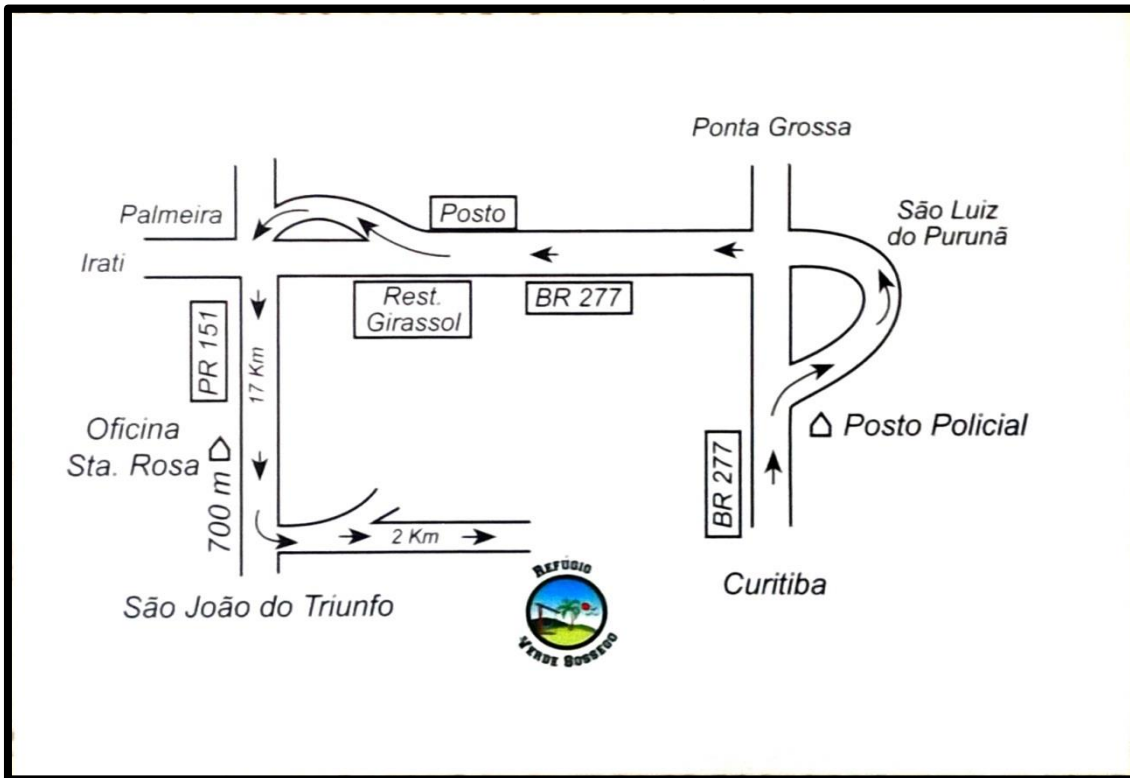 Ponta Grossa
Palmeira
Posto
São Luiz
do Purunã
Irati
Rest.
Girassol
BR 277
PR 151
17 Km
Oficina
Sta. Rosa
700 m
Posto Policial
BR 277
2 Km
Curitiba
São João do Triunfo
REFÚGIO
VERDE SOSSEGO